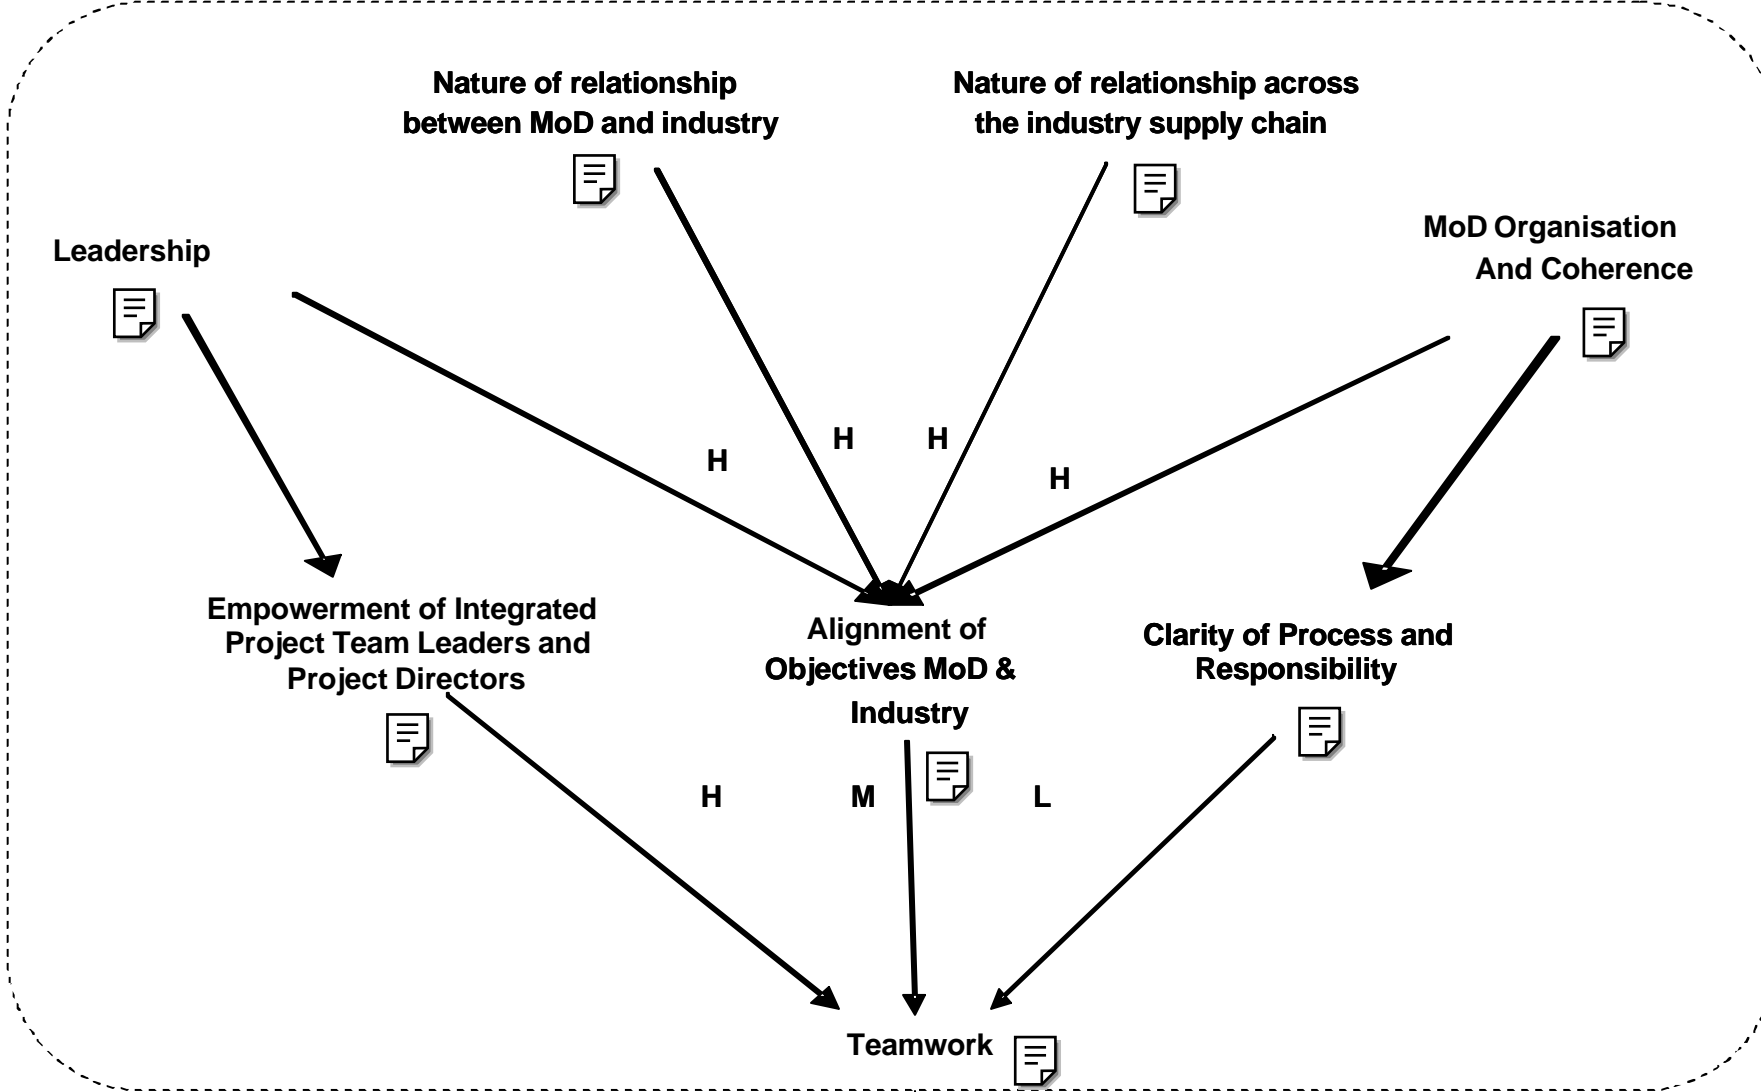 Nature of relationship
between MoD and industry
Nature of relationship across
the industry supply chain
Leadership
MoD Organisation
And Coherence
H
H
H
H
Empowerment of Integrated
Project Team Leaders and
Project Directors
Alignment of
Objectives MoD &
Industry
Clarity of Process and
Responsibility
H
M
L
Teamwork